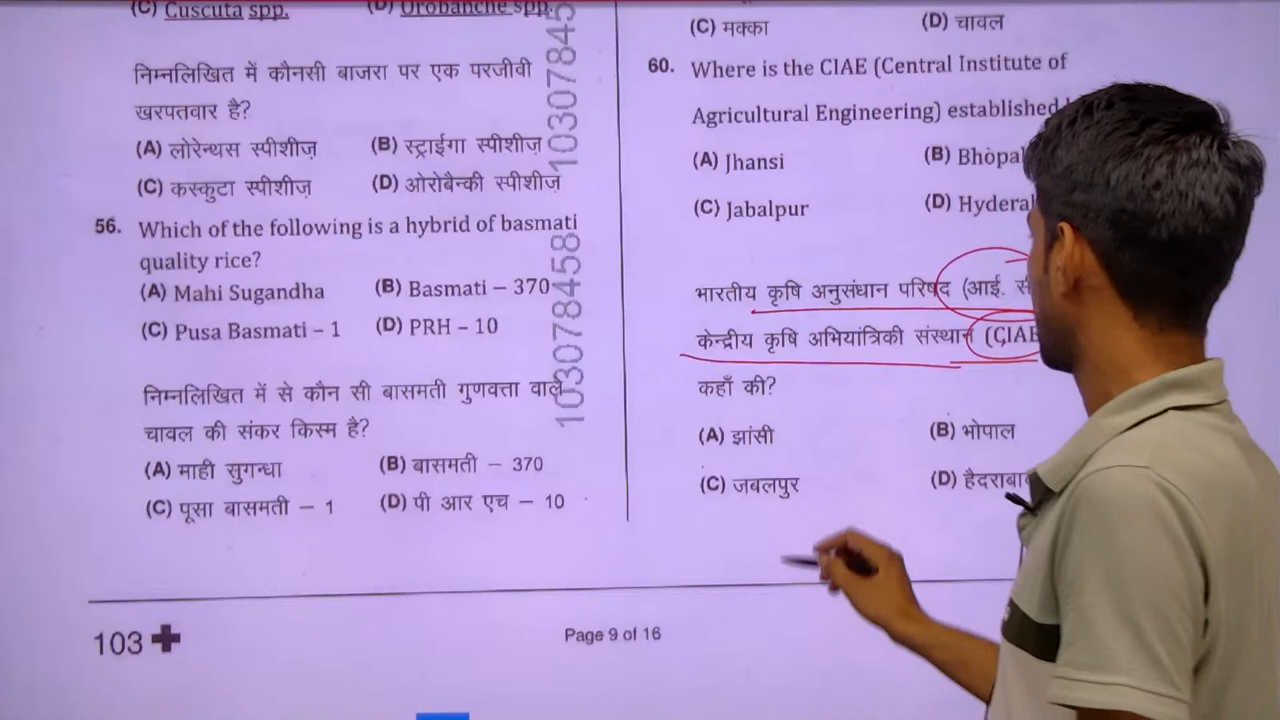 (C) Cuscuta spp.
(D) Orobanche spp.
निम्नलिखित में कौनसी बाजरा पर एक परजीवी
खरपतवार है?
(A) लोरेन्थस स्पीशीज़
(B) स्ट्राईगा स्पीशीज़
(C) कस्कुटा स्पीशीज़
(D) ओरोबैन्की स्पीशीज़
56. Which of the following is a hybrid of basmati
quality rice?
(A) Mahi Sugandha
(B) Basmati – 370
(C) Pusa Basmati – 1
(D) PRH – 10
निम्नलिखित में से कौन सी बासमती गुणवत्ता वाले
चावल की संकर किस्म है?
(A) माही सुगन्धा
(B) बासमती – 370
(C) पूसा बासमती – 1
(D) पी आर एच – 10
10307845
103078458
(C) मक्का
(D) चावल
60. Where is the CIAE (Central Institute of
Agricultural Engineering) established
(A) Jhansi
(B) Bhopal
(C) Jabalpur
(D)
भारतीय कृषि अनुसंधान परिषद (आई.
केन्द्रीय कृषि अभियांत्रिकी संस्थान (CIAE
कहाँ की?
(A) झांसी
(B) भोपाल
(C) जबलपुर
(D)
103
Page 9 of 16